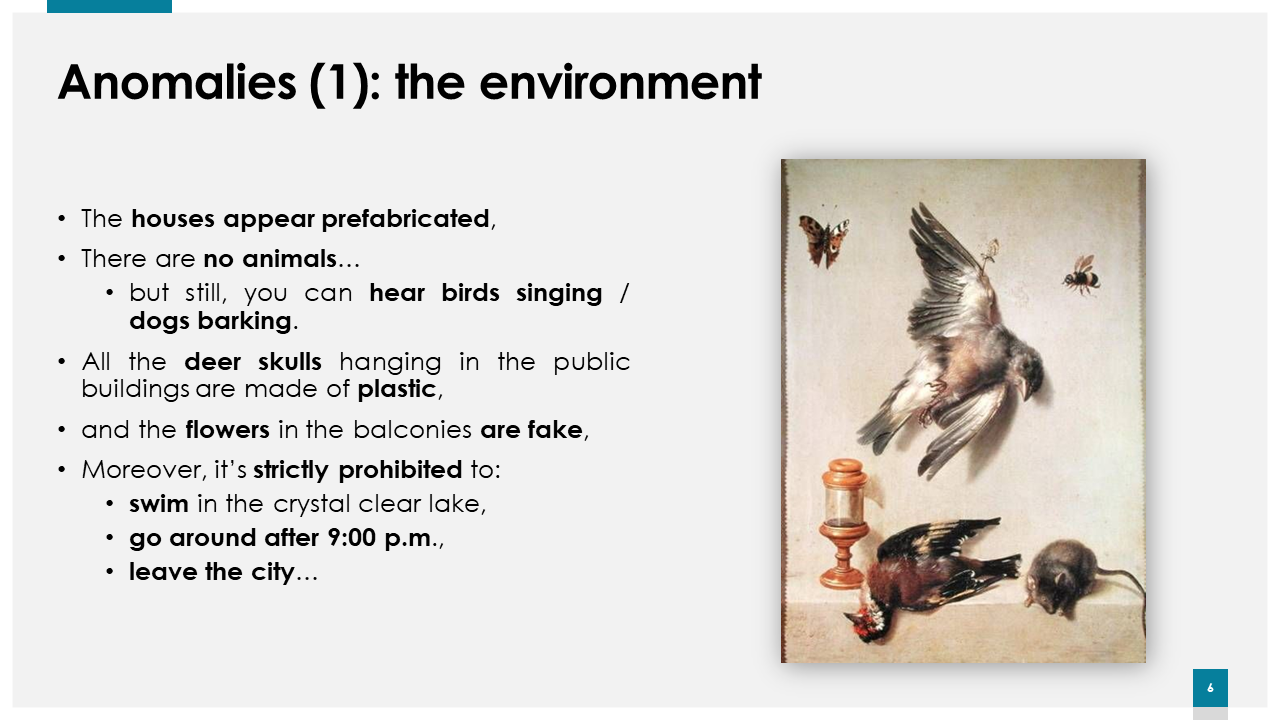 Anomalies (1): the environment
• The houses appear prefabricated,
• There are no animals…
• but still, you can hear birds singing /
dogs barking.
• All the deer skulls hanging in the public
buildings are made of plastic,
• and the flowers in the balconies are fake,
• Moreover, it’s strictly prohibited to:
• swim in the crystal clear lake,
• go around after 9:00 p.m.,
• leave the city…
6